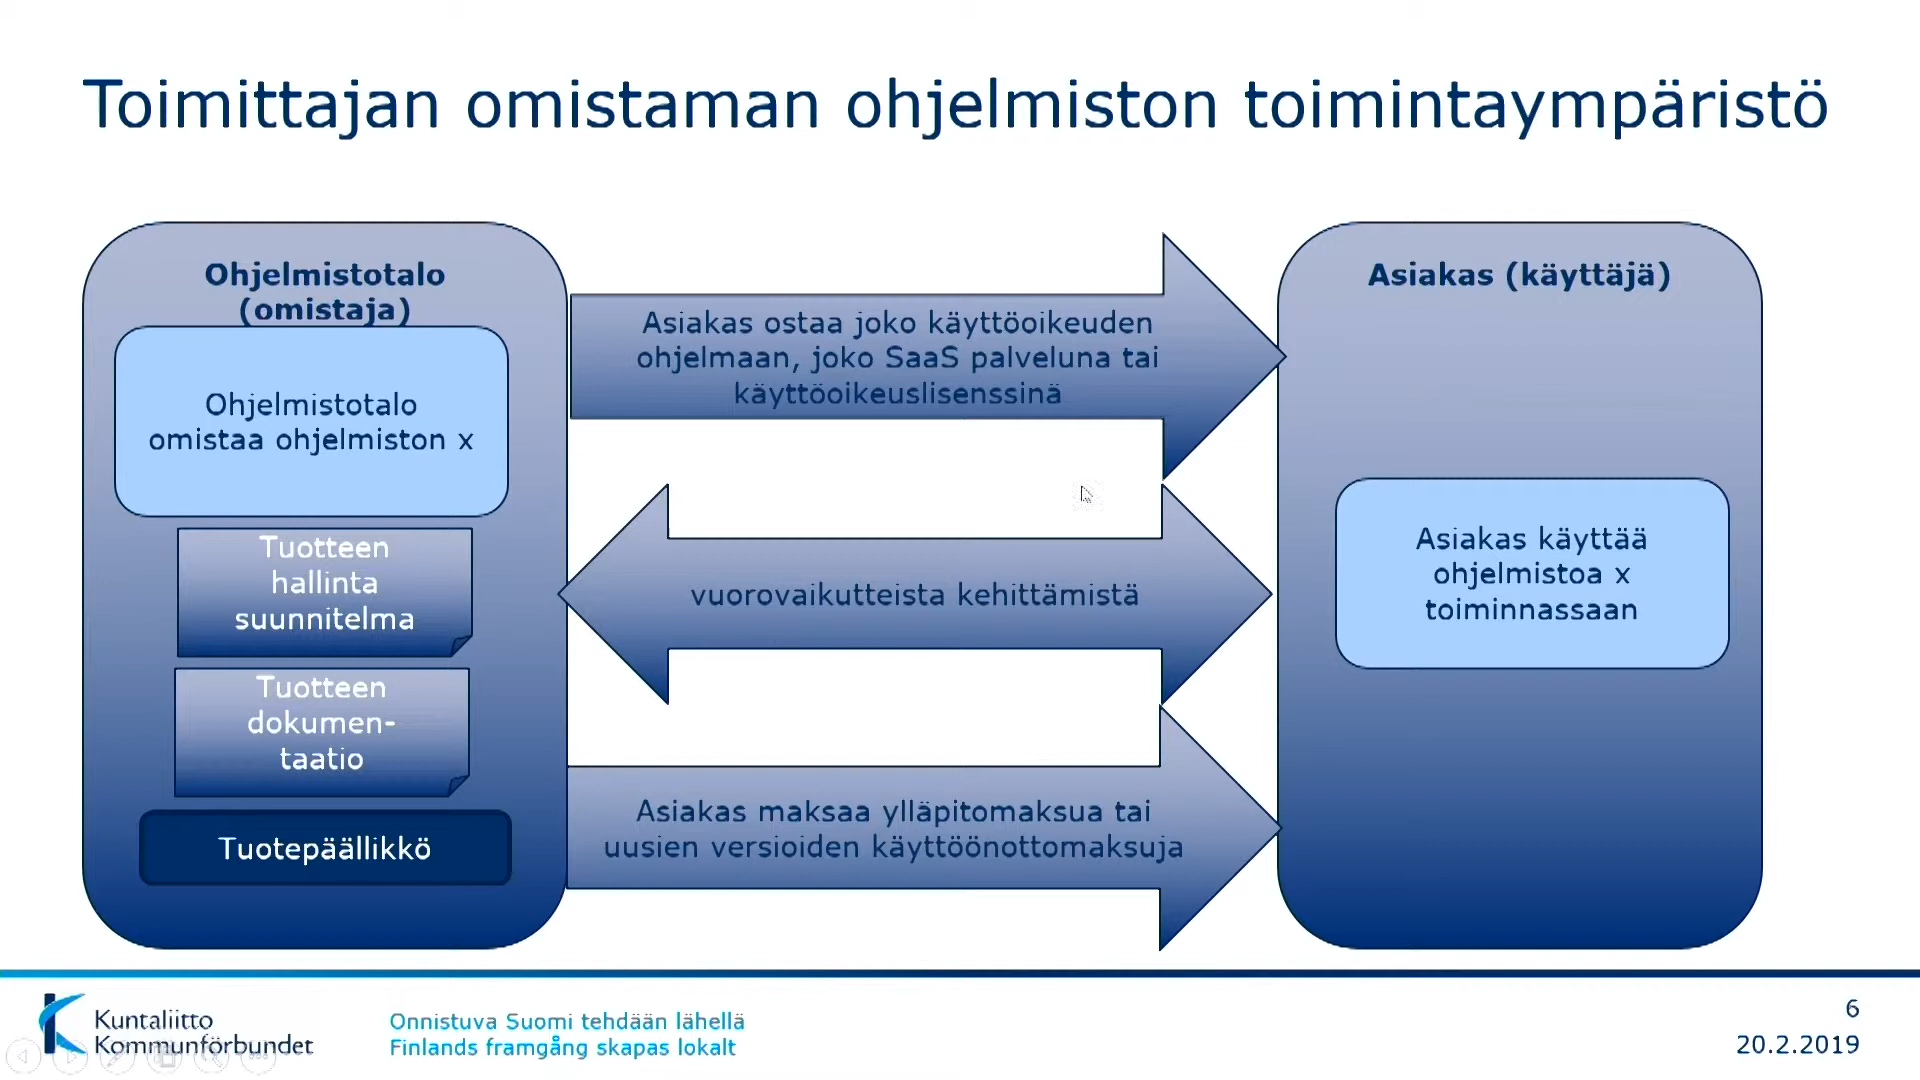 Toimittajan omistaman ohjelmiston toimintaympäristö
Ohjelmistotalo
(omistaja)
Ohjelmistotalo
omistaa ohjelmiston x
Tuotteen
hallinta
suunnitelma
Tuotteen
dokumen-
taatio
Tuotepäällikkö
Asiakas ostaa joko käyttöoikeuden
ohjelmaan, joko SaaS palveluna tai
käyttöoikeuslisenssinä
vuorovaikutteista kehittämistä
Asiakas maksaa ylläpitomaksua tai
uusien versioiden käyttöönottomaksuja
Asiakas (käyttäjä)
Asiakas käyttää
ohjelmistoa x
toiminnassaan
Kuntaliitto
Kommunförbundet
Onnistuva Suomi tehdään lähellä
Finlands framgång skapas lokalt
6
20.2.2019